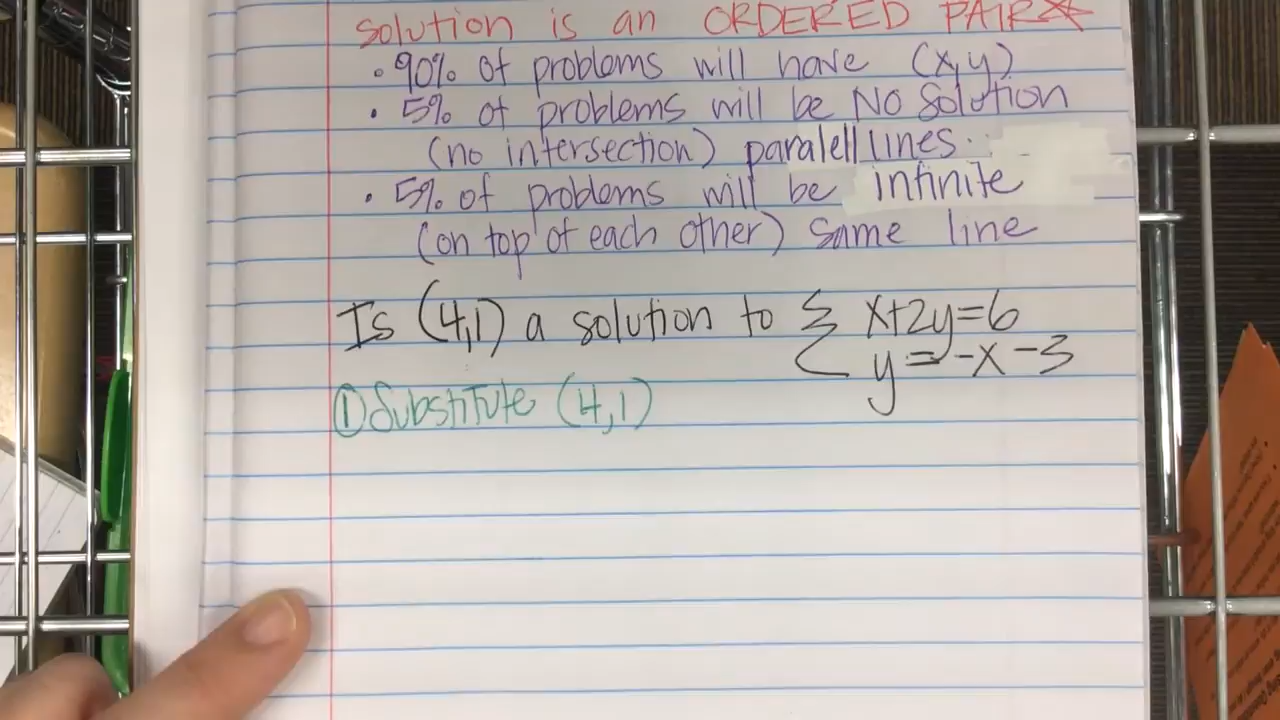 solution is an ORDERED PAIR★
• 90% of problems will have (x,y)
• 5% of problems will be NO Solution
(no intersection) paralell lines.
• 5% of problems will be infinite
(on top of each other) Same line
Is (4,1) a solution to { x+2y=6
y = -x -3
① Substitute (4,1)